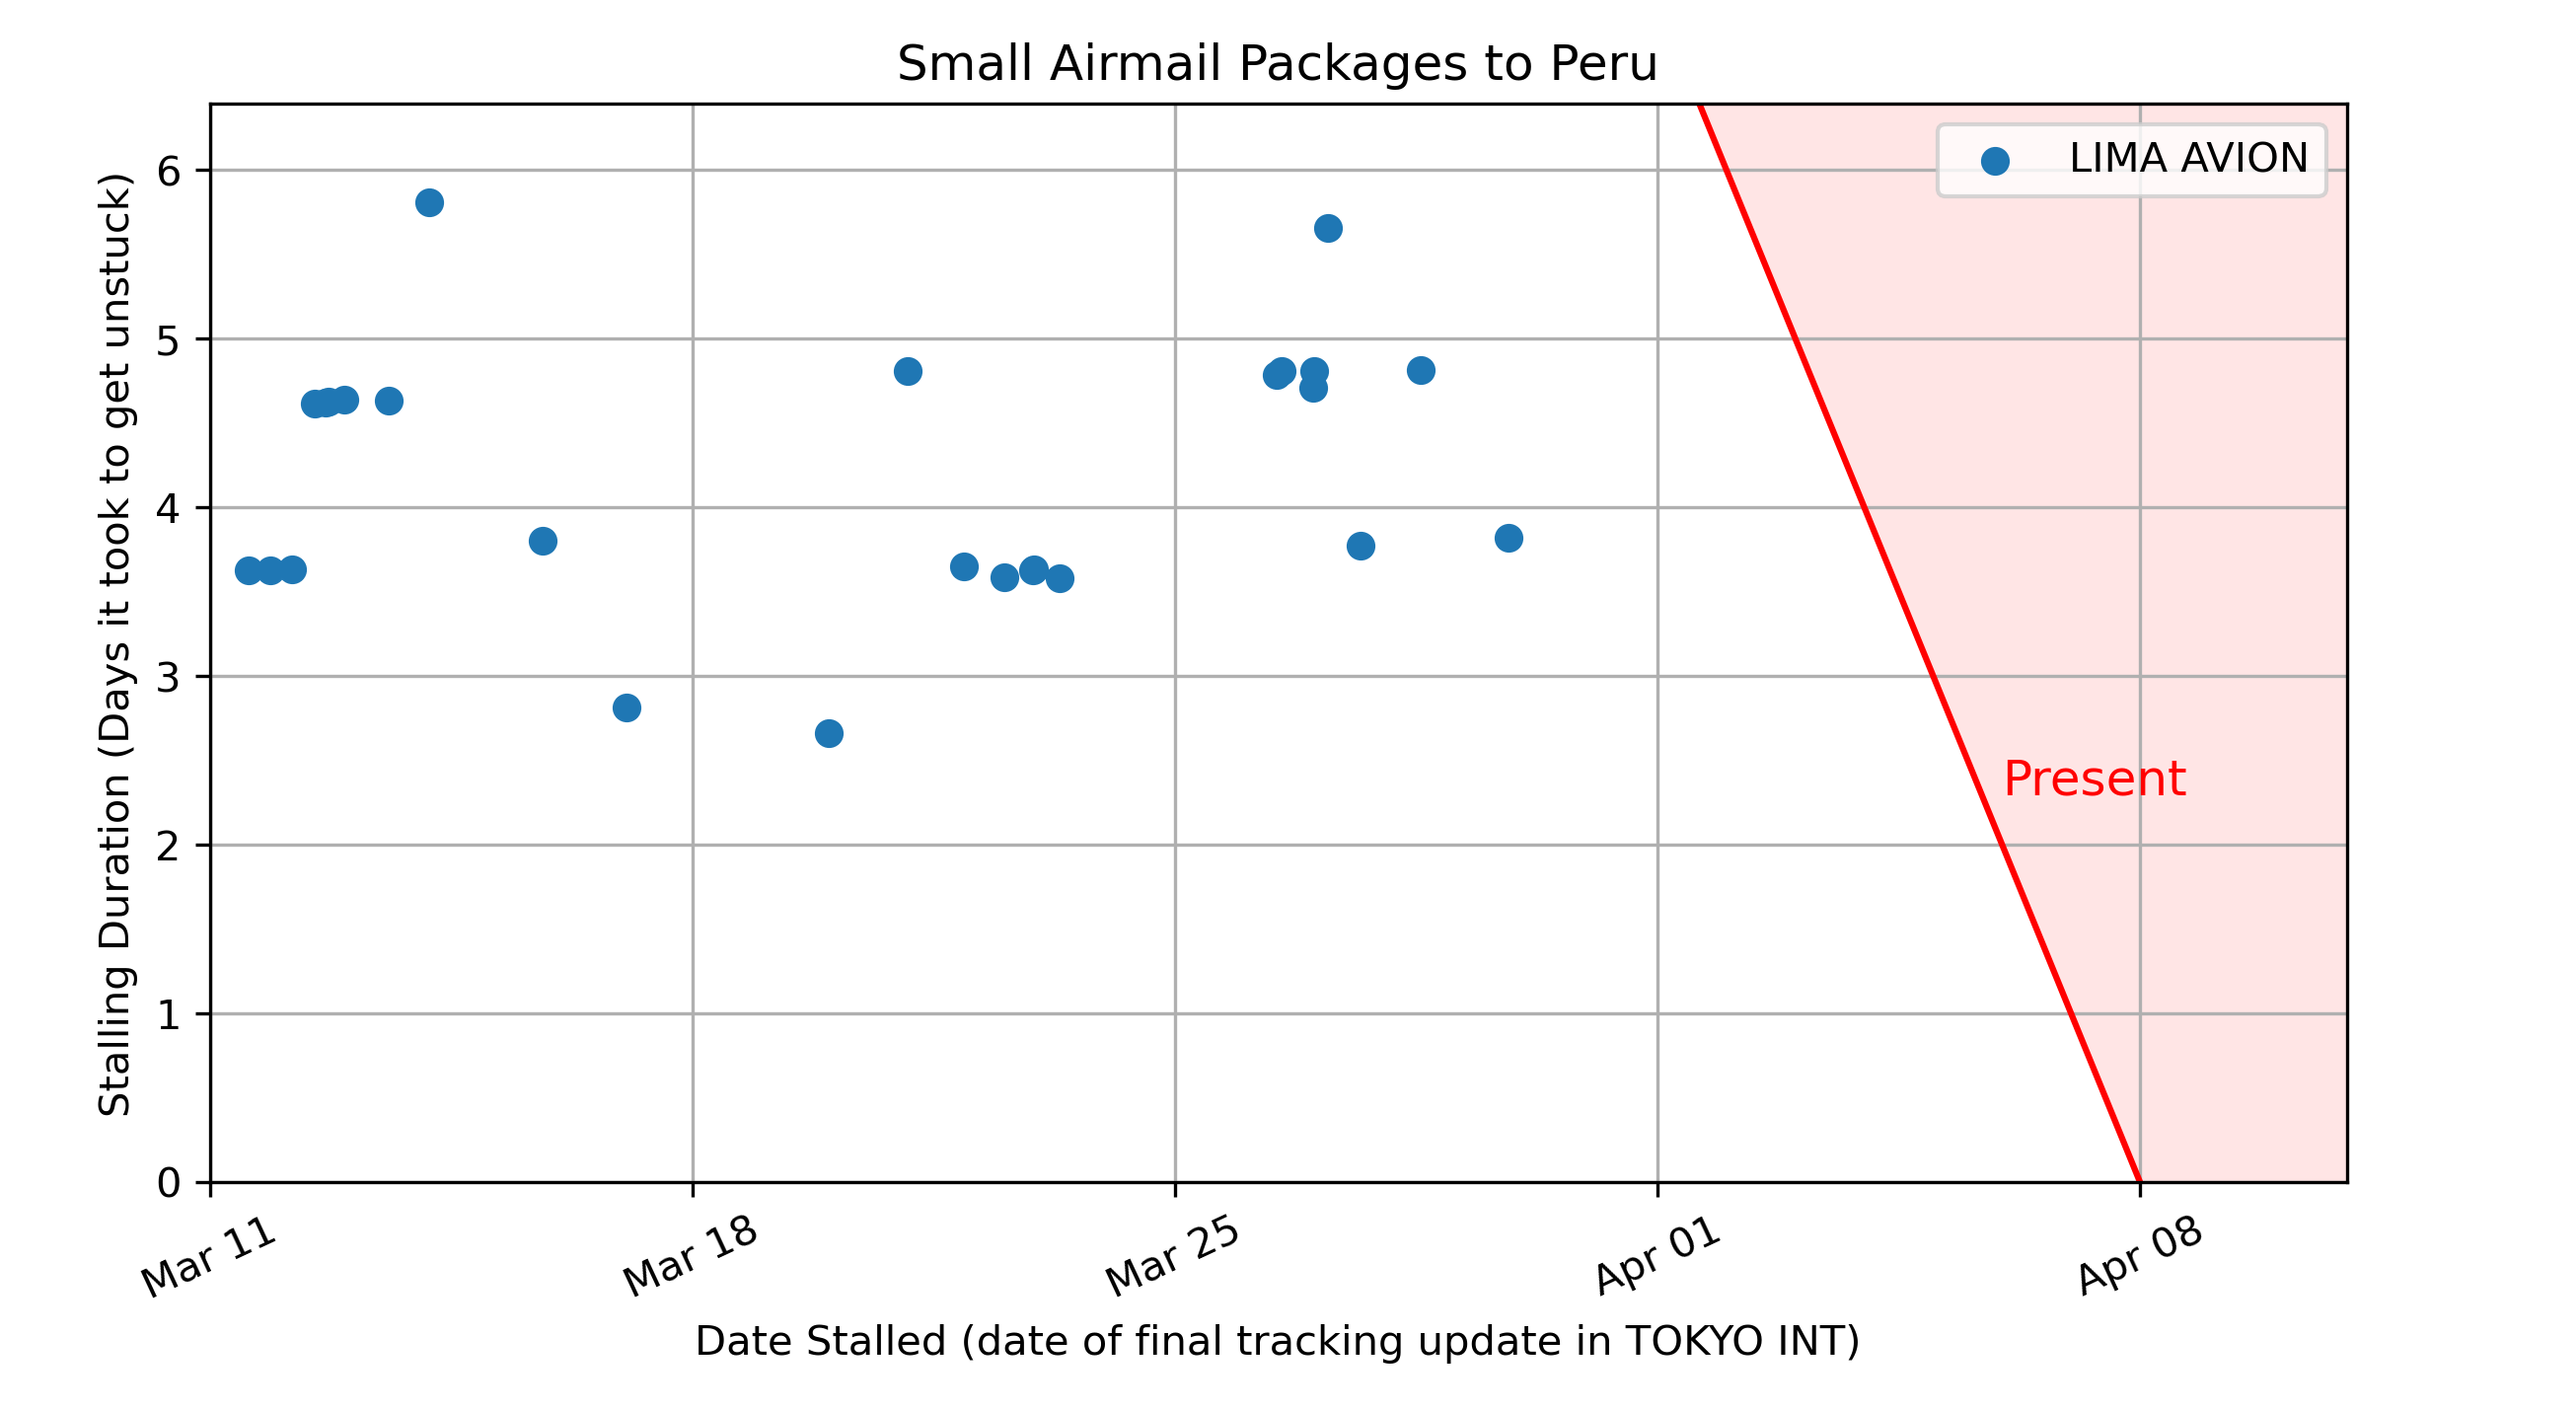 Small Airmail Packages to Peru
LIMA AVION
Stalling Duration (Days it took to get unstuck)
6
5
4
3
2
1
0
Present
Mar 11
Mar 18
Mar 25
Apr 01
Apr 08
Date Stalled (date of final tracking update in TOKYO INT)